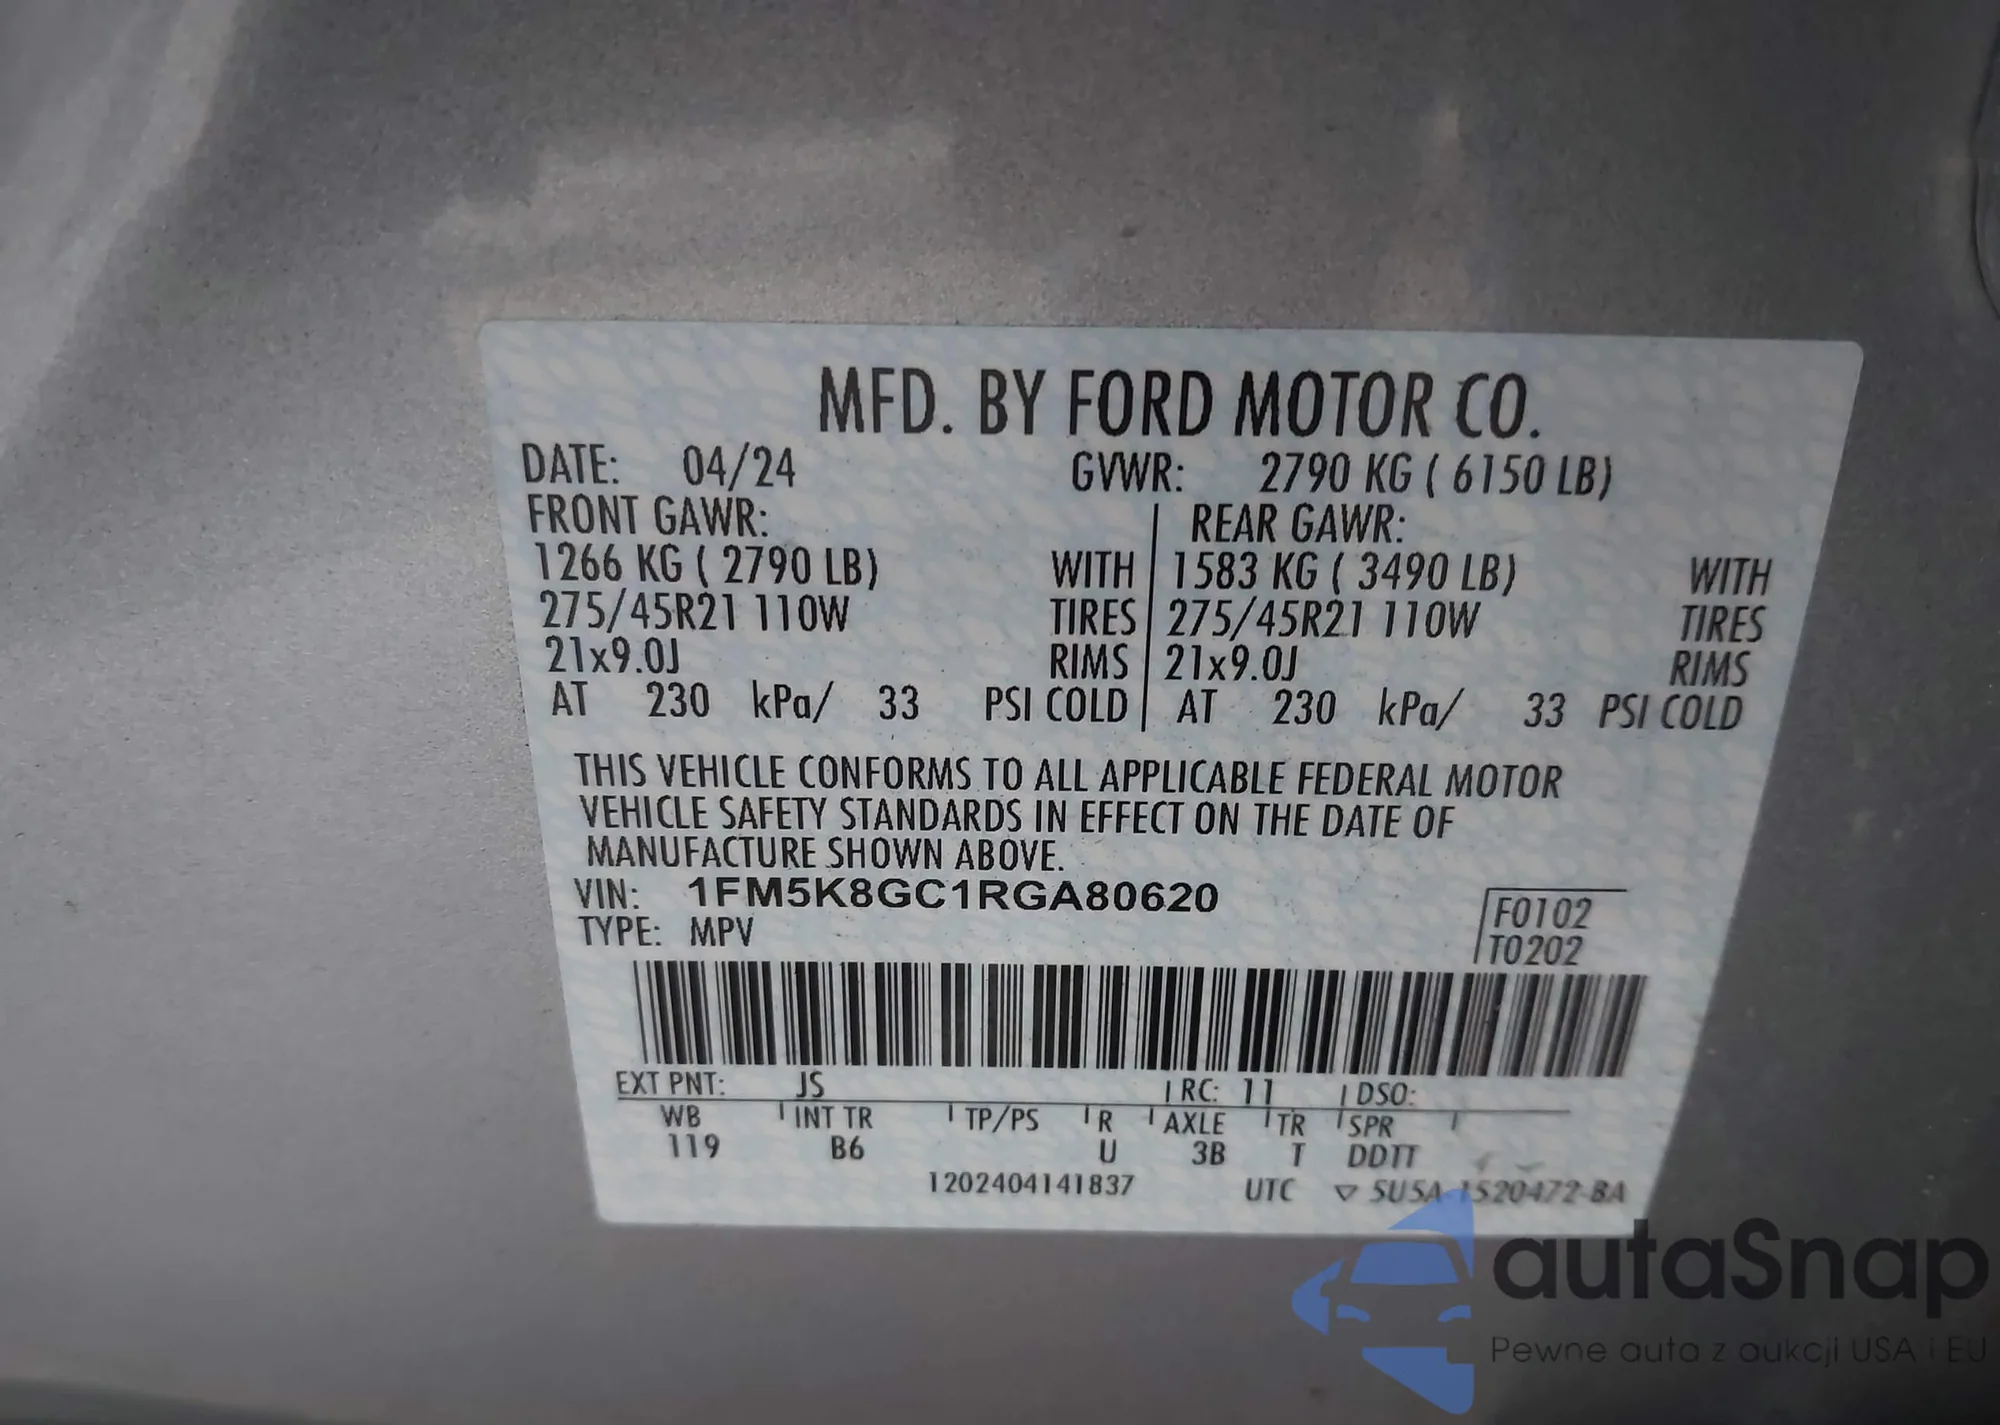 MFD. BY FORD MOTOR CO.
DATE: 04/24 GVWR: 2790 KG ( 6150 LB)
FRONT GAWR: REAR GAWR:
1266 KG ( 2790 LB) WITH 1583 KG ( 3490 LB) WITH
275/45R21 110W TIRES 275/45R21 110W TIRES
21x9.0J RIMS 21x9.0J RIMS
AT 230 kPa/ 33 PSI COLD AT 230 kPa/ 33 PSI COLD
THIS VEHICLE CONFORMS TO ALL APPLICABLE FEDERAL MOTOR
VEHICLE SAFETY STANDARDS IN EFFECT ON THE DATE OF
MANUFACTURE SHOWN ABOVE.
VIN: 1FM5K8GC1RGA80620
F0102
TYPE: MPV
T0202
EXT PNT: JS RC: 11 DSO:
WB INT TR TP/PS R AXLE TR SPR
119 B6 U 3B T DDTT
1202404141837 UTC ▽ SU5A-1520472-BA
autaSnap
Pewne auta z aukcji USA i EU